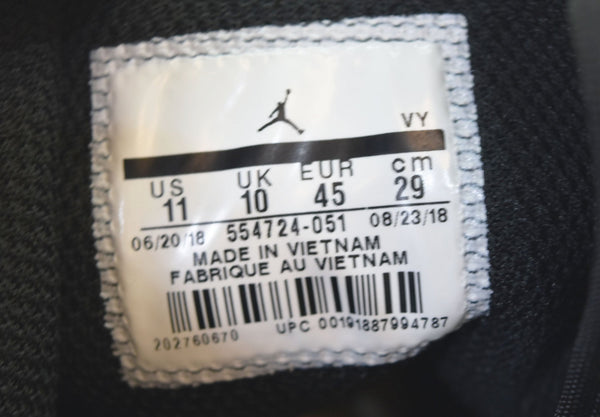 VY
US UK EUR cm
11 10 45 29
06/20/18 554724-051 08/23/18
MADE IN VIETNAM
FABRIQUE AU VIETNAM
202760670 UPC 00191887994787